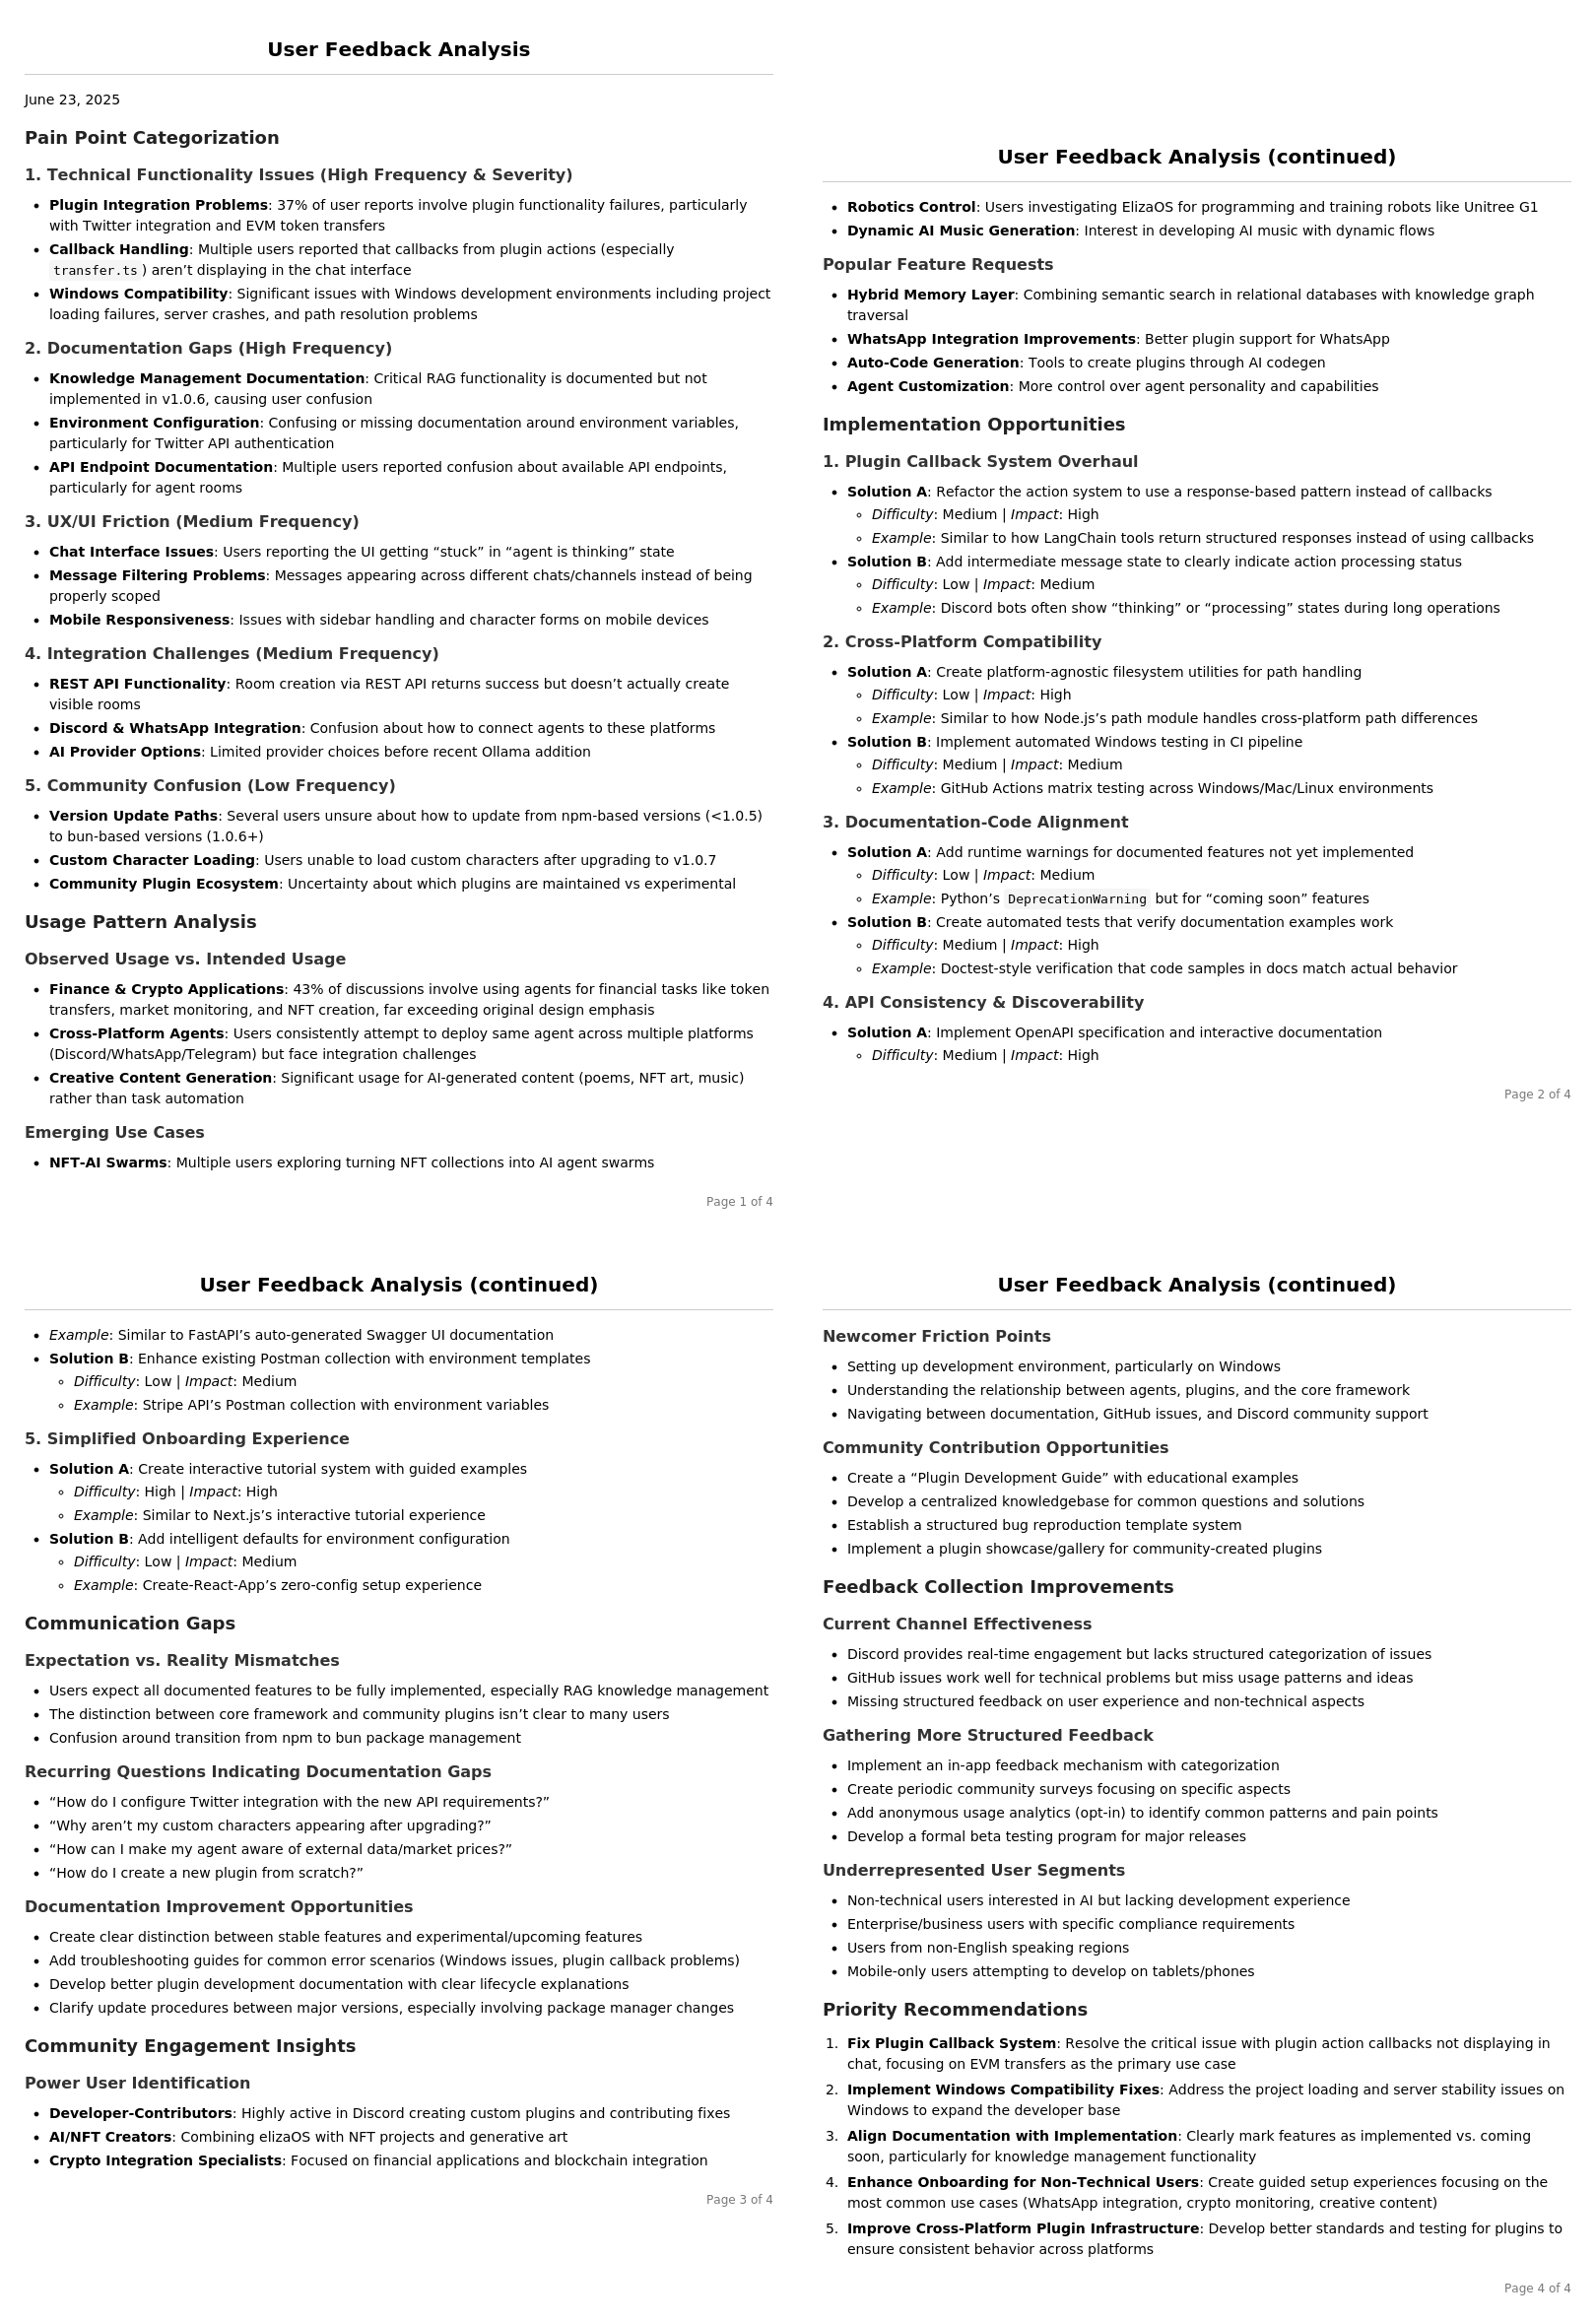 User Feedback Analysis
June 23, 2025
Pain Point Categorization
1. Technical Functionality Issues (High Frequency & Severity)
• Plugin Integration Problems: 37% of user reports involve plugin functionality failures, particularly
with Twitter integration and EVM token transfers
• Callback Handling: Multiple users reported that callbacks from plugin actions (especially
transfer.ts ) aren’t displaying in the chat interface
• Windows Compatibility: Significant issues with Windows development environments including project
loading failures, server crashes, and path resolution problems
2. Documentation Gaps (High Frequency)
• Knowledge Management Documentation: Critical RAG functionality is documented but not
implemented in v1.0.6, causing user confusion
• Environment Configuration: Confusing or missing documentation around environment variables,
particularly for Twitter API authentication
• API Endpoint Documentation: Multiple users reported confusion about available API endpoints,
particularly for agent rooms
3. UX/UI Friction (Medium Frequency)
• Chat Interface Issues: Users reporting the UI getting “stuck” in “agent is thinking” state
• Message Filtering Problems: Messages appearing across different chats/channels instead of being
properly scoped
• Mobile Responsiveness: Issues with sidebar handling and character forms on mobile devices
4. Integration Challenges (Medium Frequency)
• REST API Functionality: Room creation via REST API returns success but doesn’t actually create
visible rooms
• Discord & WhatsApp Integration: Confusion about how to connect agents to these platforms
• AI Provider Options: Limited provider choices before recent Ollama addition
5. Community Confusion (Low Frequency)
• Version Update Paths: Several users unsure about how to update from npm-based versions (<1.0.5)
to bun-based versions (1.0.6+)
• Custom Character Loading: Users unable to load custom characters after upgrading to v1.0.7
• Community Plugin Ecosystem: Uncertainty about which plugins are maintained vs experimental
Usage Pattern Analysis
Observed Usage vs. Intended Usage
• Finance & Crypto Applications: 43% of discussions involve using agents for financial tasks like token
transfers, market monitoring, and NFT creation, far exceeding original design emphasis
• Cross-Platform Agents: Users consistently attempt to deploy same agent across multiple platforms
(Discord/WhatsApp/Telegram) but face integration challenges
• Creative Content Generation: Significant usage for AI-generated content (poems, NFT art, music)
rather than task automation
Emerging Use Cases
• NFT-AI Swarms: Multiple users exploring turning NFT collections into AI agent swarms
Page 1 of 4
User Feedback Analysis (continued)
• Robotics Control: Users investigating ElizaOS for programming and training robots like Unitree G1
• Dynamic AI Music Generation: Interest in developing AI music with dynamic flows
Popular Feature Requests
• Hybrid Memory Layer: Combining semantic search in relational databases with knowledge graph
traversal
• WhatsApp Integration Improvements: Better plugin support for WhatsApp
• Auto-Code Generation: Tools to create plugins through AI codegen
• Agent Customization: More control over agent personality and capabilities
Implementation Opportunities
1. Plugin Callback System Overhaul
• Solution A: Refactor the action system to use a response-based pattern instead of callbacks
◦ Difficulty: Medium | Impact: High
◦ Example: Similar to how LangChain tools return structured responses instead of using callbacks
• Solution B: Add intermediate message state to clearly indicate action processing status
◦ Difficulty: Low | Impact: Medium
◦ Example: Discord bots often show “thinking” or “processing” states during long operations
2. Cross-Platform Compatibility
• Solution A: Create platform-agnostic filesystem utilities for path handling
◦ Difficulty: Low | Impact: High
◦ Example: Similar to how Node.js’s path module handles cross-platform path differences
• Solution B: Implement automated Windows testing in CI pipeline
◦ Difficulty: Medium | Impact: Medium
◦ Example: GitHub Actions matrix testing across Windows/Mac/Linux environments
3. Documentation-Code Alignment
• Solution A: Add runtime warnings for documented features not yet implemented
◦ Difficulty: Low | Impact: Medium
◦ Example: Python’s DeprecationWarning but for “coming soon” features
• Solution B: Create automated tests that verify documentation examples work
◦ Difficulty: Medium | Impact: High
◦ Example: Doctest-style verification that code samples in docs match actual behavior
4. API Consistency & Discoverability
• Solution A: Implement OpenAPI specification and interactive documentation
◦ Difficulty: Medium | Impact: High
Page 2 of 4
User Feedback Analysis (continued)
• Example: Similar to FastAPI’s auto-generated Swagger UI documentation
• Solution B: Enhance existing Postman collection with environment templates
◦ Difficulty: Low | Impact: Medium
◦ Example: Stripe API’s Postman collection with environment variables
5. Simplified Onboarding Experience
• Solution A: Create interactive tutorial system with guided examples
◦ Difficulty: High | Impact: High
◦ Example: Similar to Next.js’s interactive tutorial experience
• Solution B: Add intelligent defaults for environment configuration
◦ Difficulty: Low | Impact: Medium
◦ Example: Create-React-App’s zero-config setup experience
Communication Gaps
Expectation vs. Reality Mismatches
• Users expect all documented features to be fully implemented, especially RAG knowledge management
• The distinction between core framework and community plugins isn’t clear to many users
• Confusion around transition from npm to bun package management
Recurring Questions Indicating Documentation Gaps
• “How do I configure Twitter integration with the new API requirements?”
• “Why aren’t my custom characters appearing after upgrading?”
• “How can I make my agent aware of external data/market prices?”
• “How do I create a new plugin from scratch?”
Documentation Improvement Opportunities
• Create clear distinction between stable features and experimental/upcoming features
• Add troubleshooting guides for common error scenarios (Windows issues, plugin callback problems)
• Develop better plugin development documentation with clear lifecycle explanations
• Clarify update procedures between major versions, especially involving package manager changes
Community Engagement Insights
Power User Identification
• Developer-Contributors: Highly active in Discord creating custom plugins and contributing fixes
• AI/NFT Creators: Combining elizaOS with NFT projects and generative art
• Crypto Integration Specialists: Focused on financial applications and blockchain integration
Page 3 of 4
User Feedback Analysis (continued)
Newcomer Friction Points
• Setting up development environment, particularly on Windows
• Understanding the relationship between agents, plugins, and the core framework
• Navigating between documentation, GitHub issues, and Discord community support
Community Contribution Opportunities
• Create a “Plugin Development Guide” with educational examples
• Develop a centralized knowledgebase for common questions and solutions
• Establish a structured bug reproduction template system
• Implement a plugin showcase/gallery for community-created plugins
Feedback Collection Improvements
Current Channel Effectiveness
• Discord provides real-time engagement but lacks structured categorization of issues
• GitHub issues work well for technical problems but miss usage patterns and ideas
• Missing structured feedback on user experience and non-technical aspects
Gathering More Structured Feedback
• Implement an in-app feedback mechanism with categorization
• Create periodic community surveys focusing on specific aspects
• Add anonymous usage analytics (opt-in) to identify common patterns and pain points
• Develop a formal beta testing program for major releases
Underrepresented User Segments
• Non-technical users interested in AI but lacking development experience
• Enterprise/business users with specific compliance requirements
• Users from non-English speaking regions
• Mobile-only users attempting to develop on tablets/phones
Priority Recommendations
1. Fix Plugin Callback System: Resolve the critical issue with plugin action callbacks not displaying in
chat, focusing on EVM transfers as the primary use case
2. Implement Windows Compatibility Fixes: Address the project loading and server stability issues on
Windows to expand the developer base
3. Align Documentation with Implementation: Clearly mark features as implemented vs. coming
soon, particularly for knowledge management functionality
4. Enhance Onboarding for Non-Technical Users: Create guided setup experiences focusing on the
most common use cases (WhatsApp integration, crypto monitoring, creative content)
5. Improve Cross-Platform Plugin Infrastructure: Develop better standards and testing for plugins to
ensure consistent behavior across platforms
Page 4 of 4